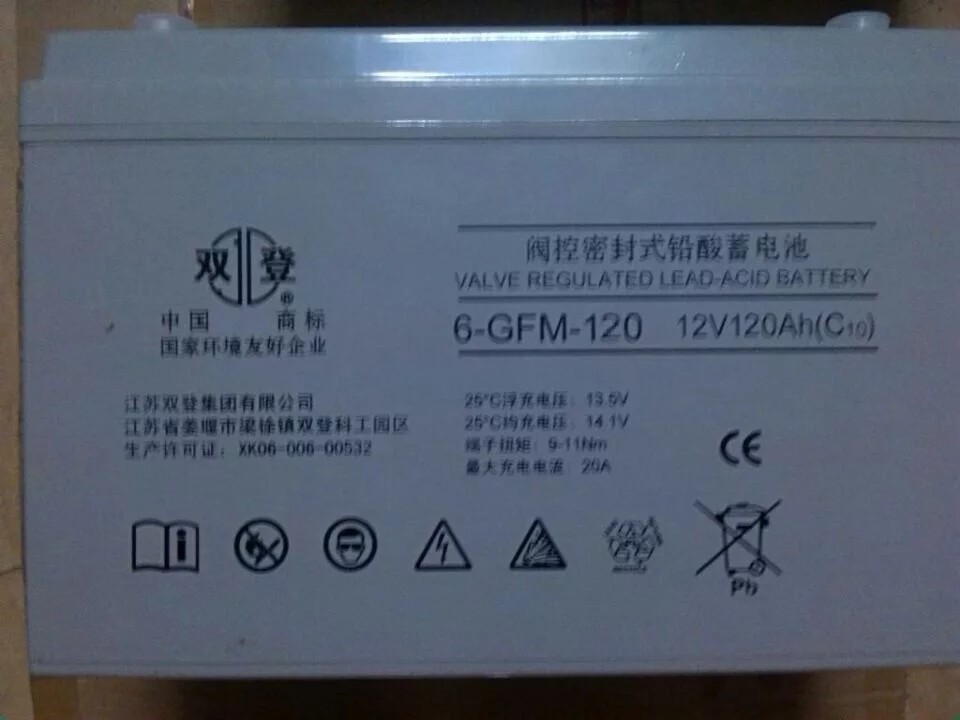 双登®
中国 商标
国家环境友好企业
阀控密封式铅酸蓄电池
VALVE REGULATED LEAD-ACID BATTERY
6-GFM-120 12V120Ah(C10)
江苏双登集团有限公司
江苏省姜堰市梁徐镇双登科工园区
生产许可证：XK06-006-00532
25°C浮充电压：13.5V
25°C均充电压：14.1V
端子扭矩：9-11Nm
最大充电电流：20A
CE
Pb